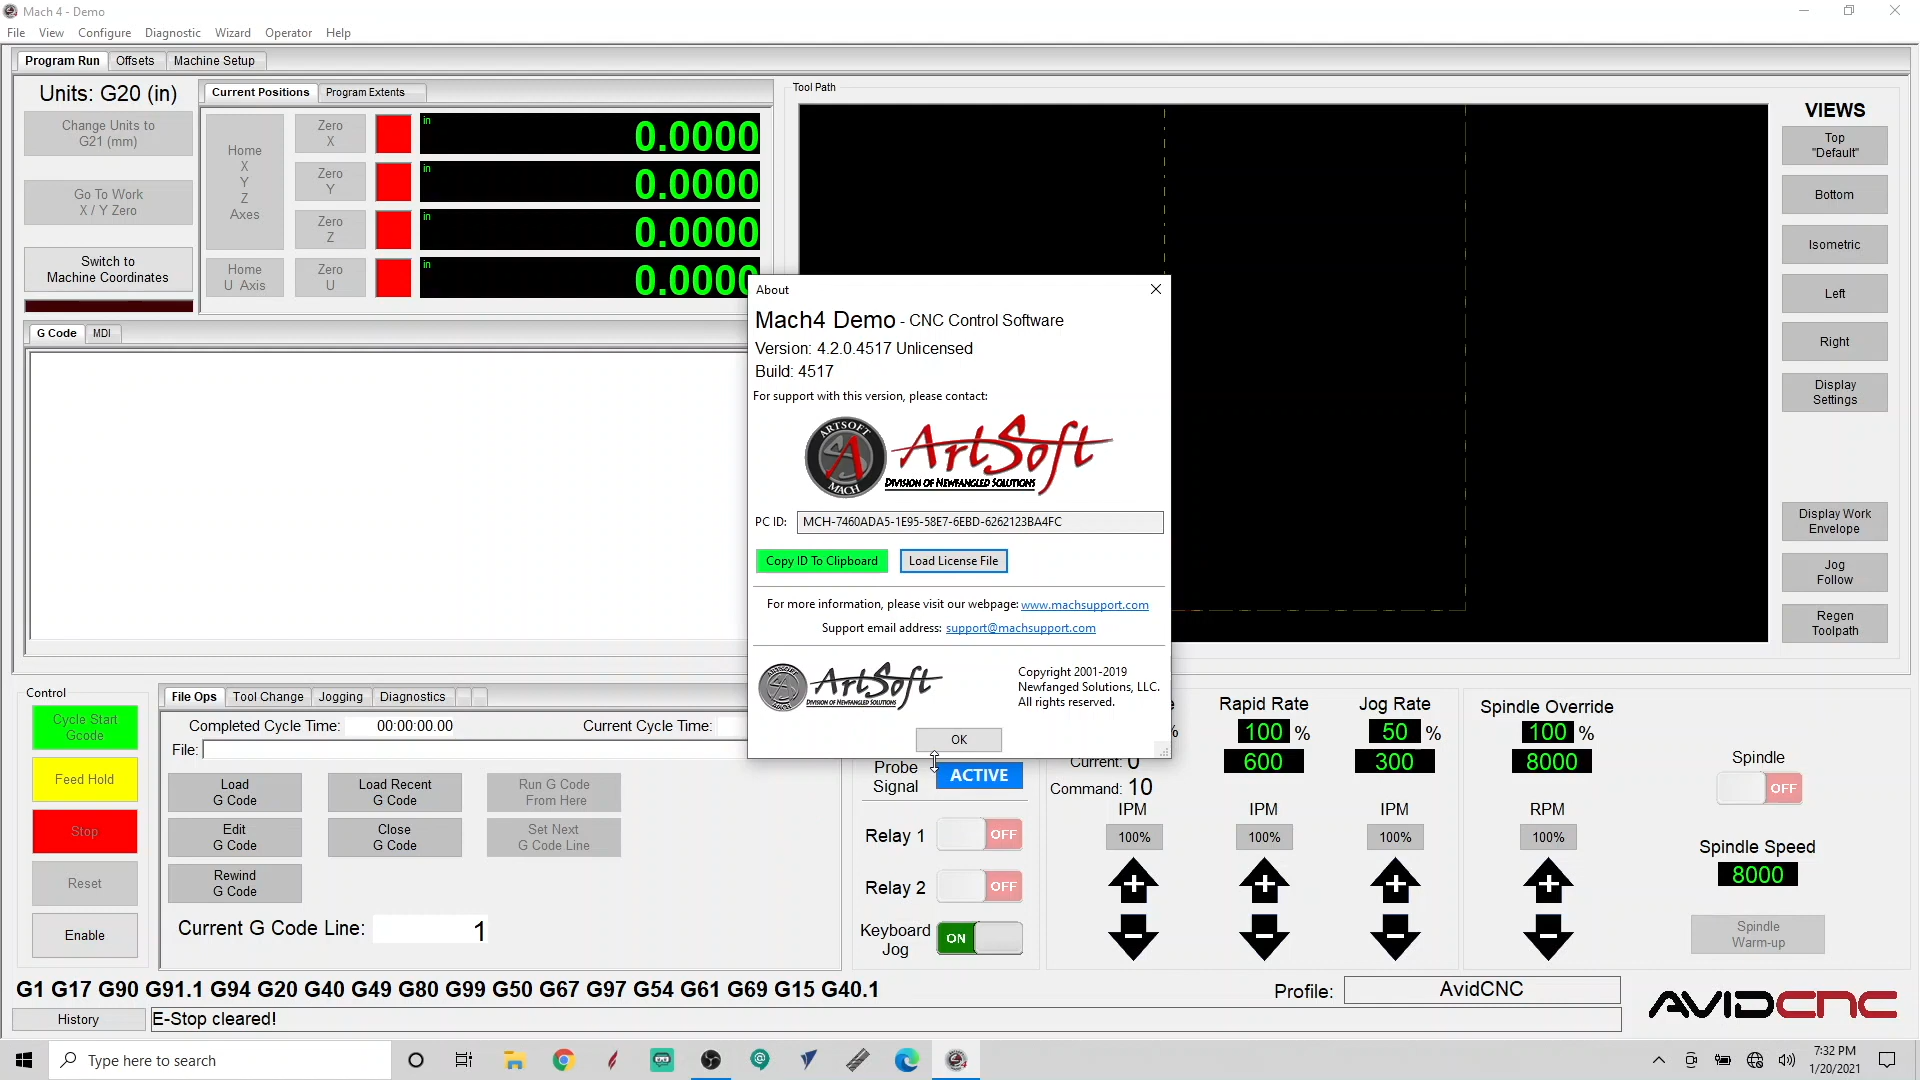 Mach 4 - Demo
File View Configure Diagnostic Wizard Operator Help
Program Run Offsets Machine Setup
Units: G20 (in)
Change Units to
G21 (mm)
Go To Work
X / Y Zero
Switch to
Machine Coordinates
Current Positions Program Extents
Home
X
Y
Z
Axes
Home
U Axis
Zero
X
in
0.0000
Zero
Y
in
0.0000
Zero
Z
in
0.0000
Zero
U
in
0.0000
G Code MDI
Tool Path
VIEWS
Top
"Default"
Bottom
Isometric
Left
Right
Display
Settings
Display Work
Envelope
Jog
Follow
Regen
Toolpath
About
Mach4 Demo - CNC Control Software
Version: 4.2.0.4517 Unlicensed
Build: 4517
For support with this version, please contact:
ARTSOFT
MACH
ArtSoft
DIVISION OF NEWFANGLED SOLUTIONS
PC ID: MCH-7460ADA5-1E95-58E7-6EBD-6262123BA4FC
Copy ID To Clipboard Load License File
For more information, please visit our webpage: www.machsupport.com
Support email address: support@machsupport.com
ArtSoft
DIVISION OF NEWFANGLED SOLUTIONS
Copyright 2001-2019
Newfanged Solutions, LLC.
All rights reserved.
OK
Control
Cycle Start
Gcode
Feed Hold
Stop
Reset
Enable
File Ops Tool Change Jogging Diagnostics
Completed Cycle Time: 00:00:00.00 Current Cycle Time:
File:
Load
G Code
Load Recent
G Code
Run G Code
From Here
Edit
G Code
Close
G Code
Set Next
G Code Line
Rewind
G Code
Current G Code Line: 1
Probe
Signal
ACTIVE
Relay 1 OFF
Relay 2 OFF
Keyboard
Jog
ON
e
%
Current: 0
Command: 10
IPM
100%
Rapid Rate
100 %
600
IPM
100%
Jog Rate
50 %
300
IPM
100%
Spindle Override
100 %
8000
RPM
100%
Spindle
OFF
Spindle Speed
8000
Spindle
Warm-up
G1 G17 G90 G91.1 G94 G20 G40 G49 G80 G99 G50 G67 G97 G54 G61 G69 G15 G40.1
Profile: AvidCNC
AVIDCNC
History E-Stop cleared!
Type here to search
7:32 PM
1/20/2021